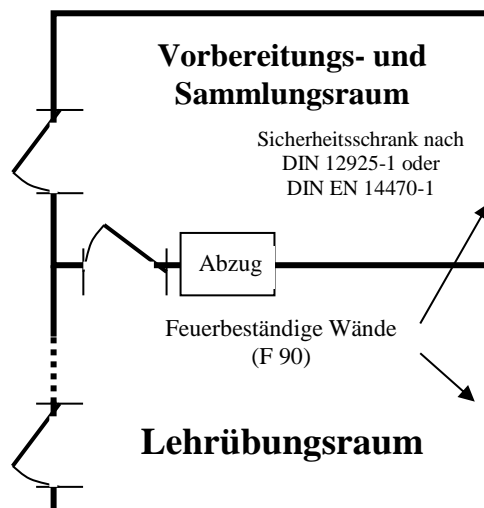 Vorbereitungs- und
Sammlungsraum
Sicherheitsschrank nach
DIN 12925-1 oder
DIN EN 14470-1
Abzug
Feuerbeständige Wände
(F 90)
Lehrübungsraum